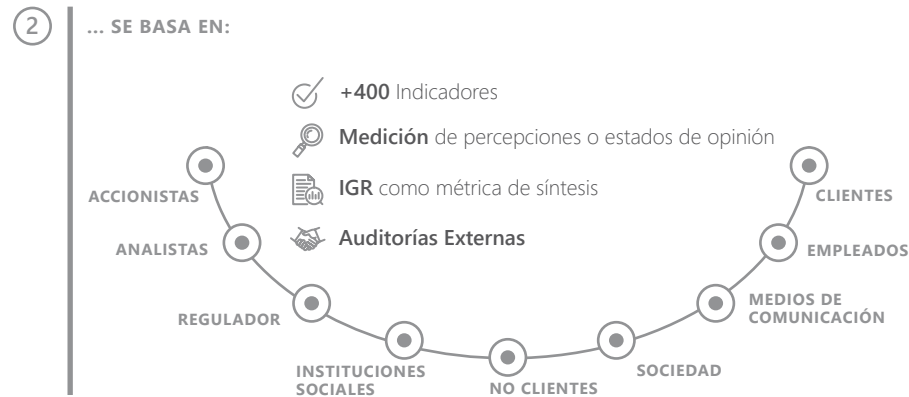 2
... SE BASA EN:
+400 Indicadores
Medición de percepciones o estados de opinión
IGR como métrica de síntesis
Auditorías Externas
ACCIONISTAS
ANALISTAS
REGULADOR
INSTITUCIONES
SOCIALES
NO CLIENTES
SOCIEDAD
MEDIOS DE
COMUNICACIÓN
EMPLEADOS
CLIENTES